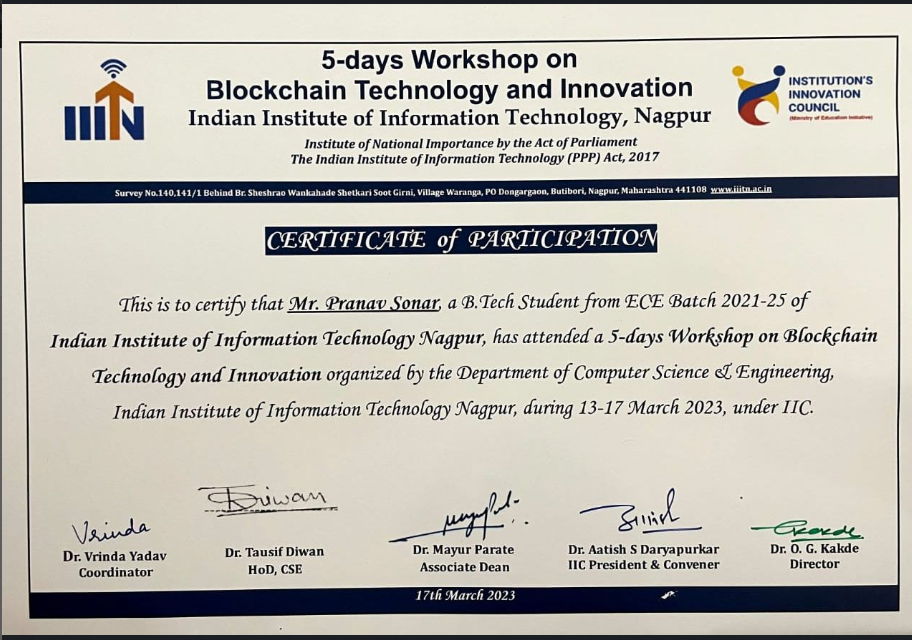 5-days Workshop on
Blockchain Technology and Innovation
Indian Institute of Information Technology, Nagpur
Institute of National Importance by the Act of Parliament
The Indian Institute of Information Technology (PPP) Act, 2017
IIITN
INSTITUTION'S
INNOVATION
COUNCIL
(Ministry of Education Initiative)
Survey No.140,141/1 Behind Br. Sheshrao Wankahade Shetkari Soot Girni, Village Waranga, PO Dongargaon, Butibori, Nagpur, Maharashtra 441108 www.iiitn.ac.in
CERTIFICATE of PARTICIPATION
This is to certify that Mr. Pranav Sonar, a B.Tech Student from ECE Batch 2021-25 of
Indian Institute of Information Technology Nagpur, has attended a 5-days Workshop on Blockchain
Technology and Innovation organized by the Department of Computer Science & Engineering,
Indian Institute of Information Technology Nagpur, during 13-17 March 2023, under IIC.
Vrinda
Dr. Vrinda Yadav
Coordinator
Diwan
Dr. Tausif Diwan
HoD, CSE
Dr. Mayur Parate
Associate Dean
Dr. Aatish S Daryapurkar
IIC President & Convener
Dr. O. G. Kakde
Director
17th March 2023